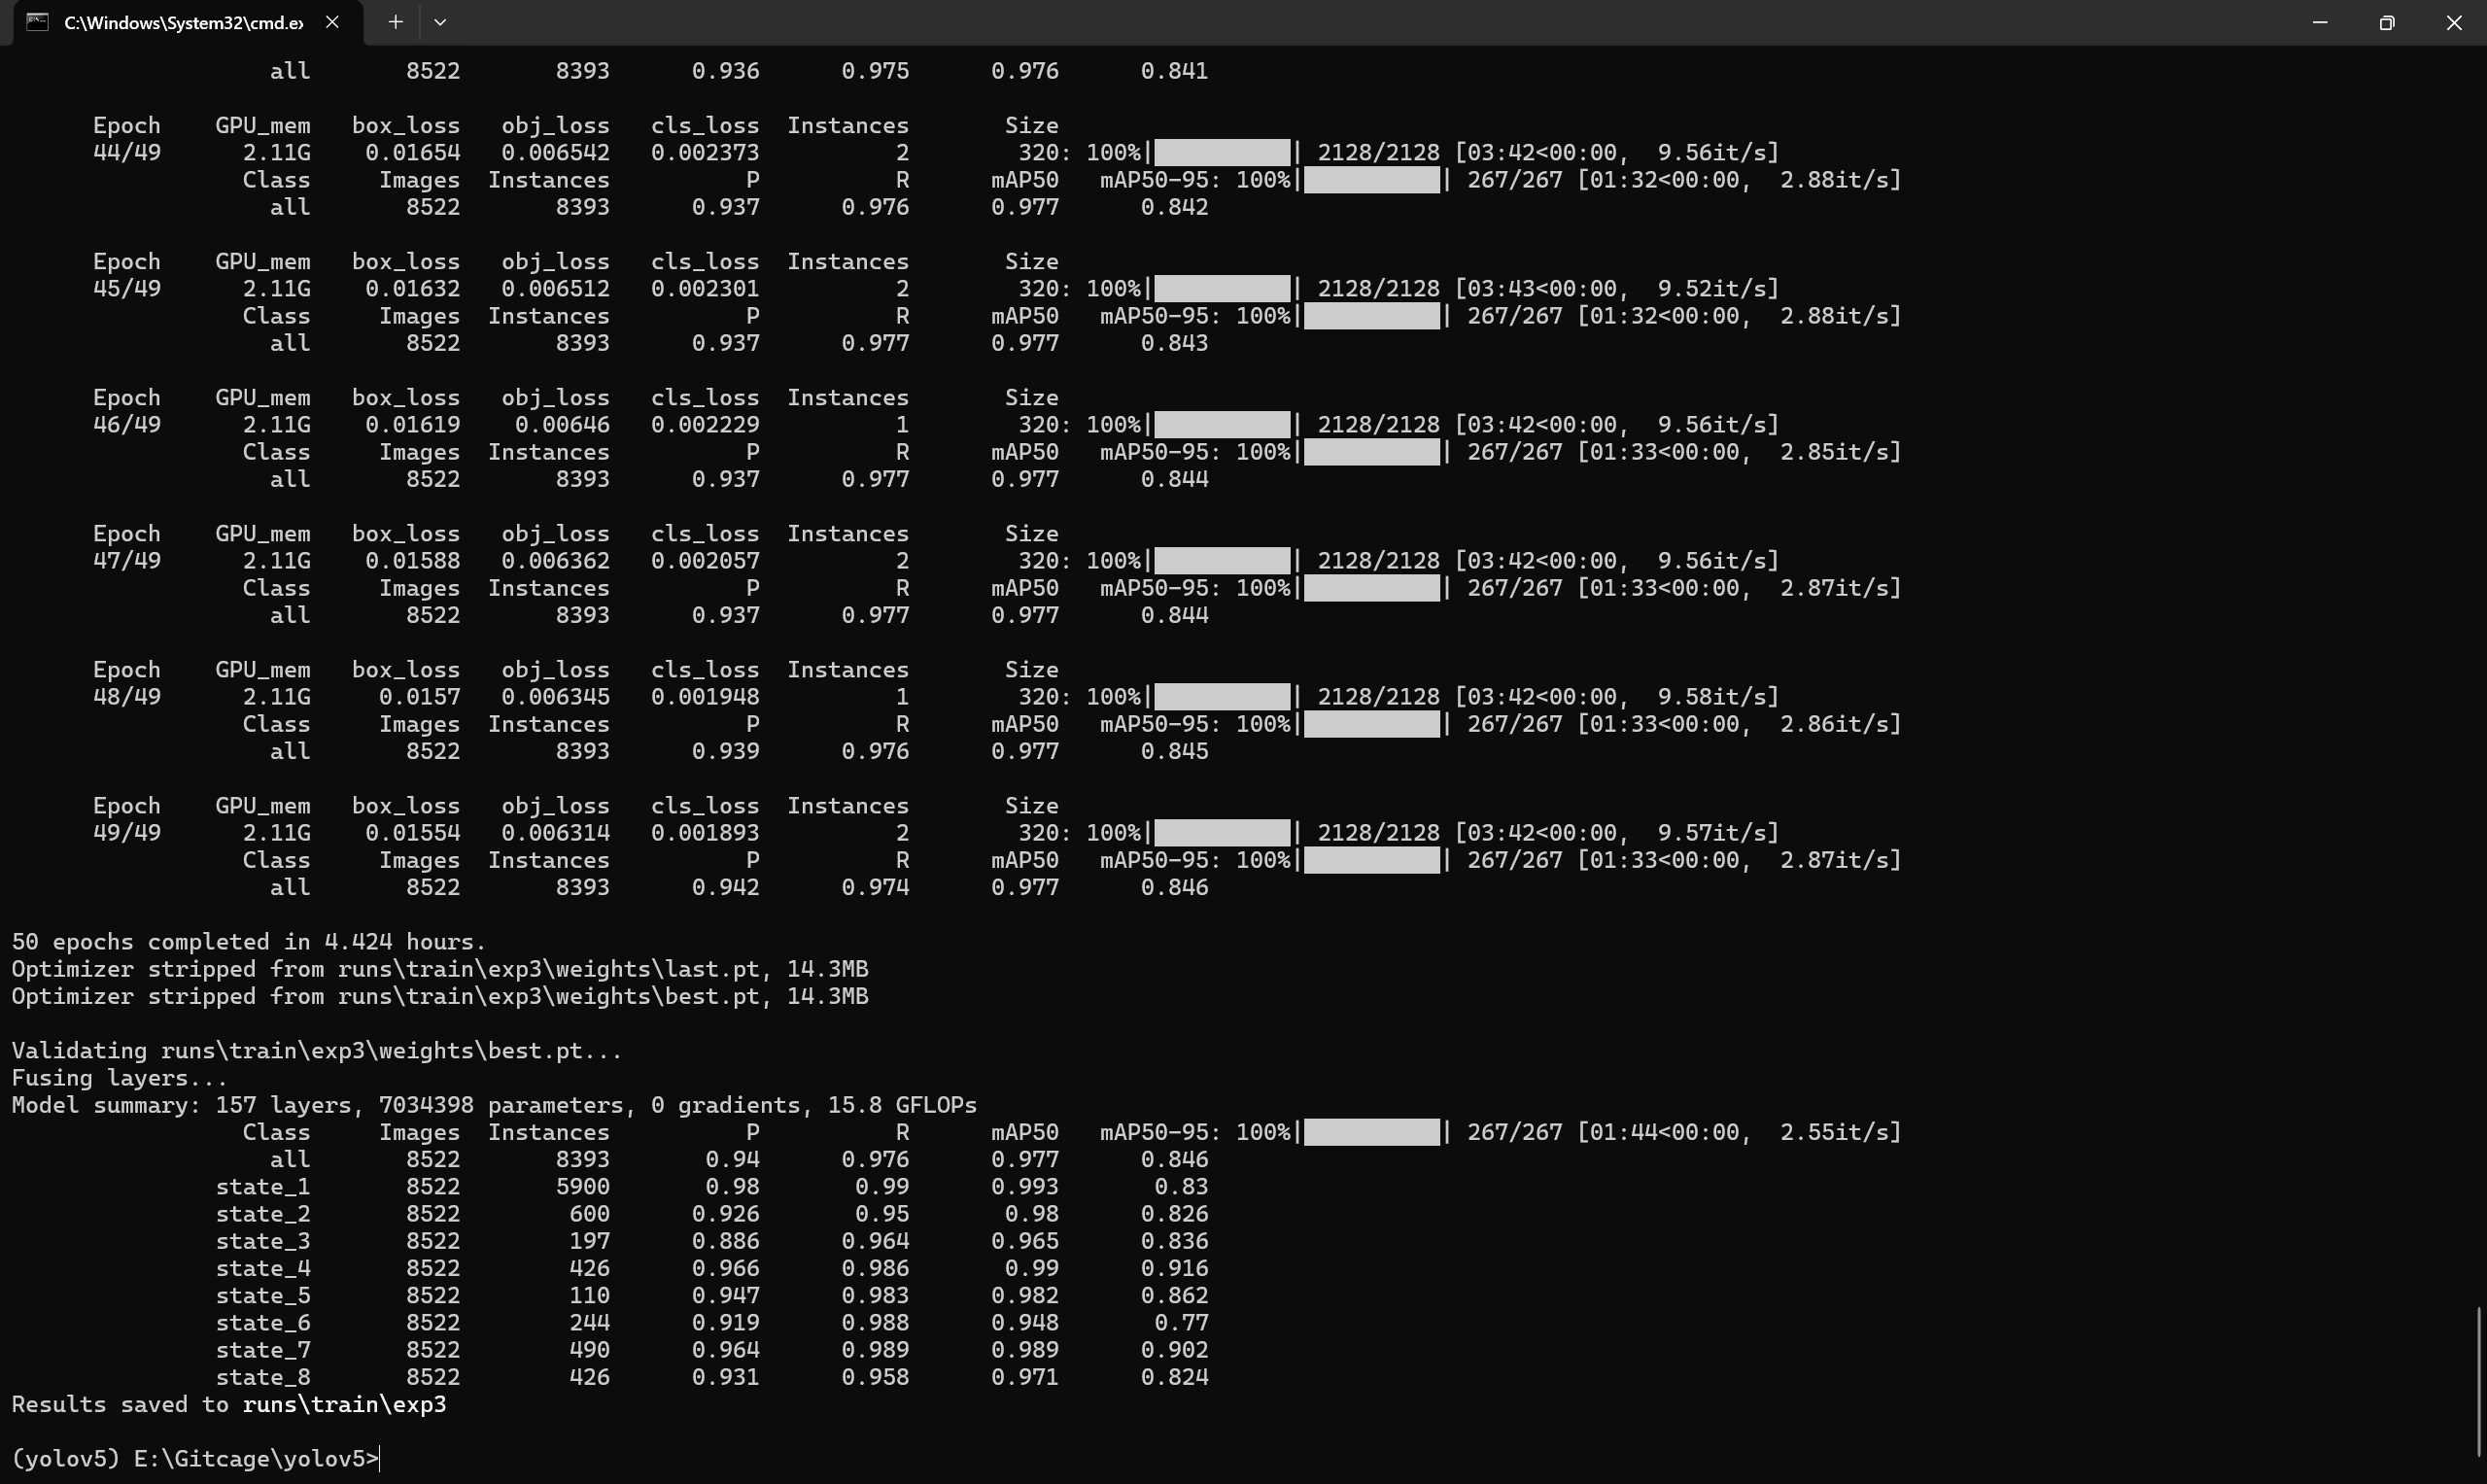 C:\Windows\System32\cmd.e
all 8522 8393 0.936 0.975 0.976 0.841
Epoch GPU_mem box_loss obj_loss cls_loss Instances Size
44/49 2.11G 0.01654 0.006542 0.002373 2 320: 100%| | 2128/2128 [03:42<00:00, 9.56it/s]
Class Images Instances P R mAP50 mAP50-95: 100%| | 267/267 [01:32<00:00, 2.88it/s]
all 8522 8393 0.937 0.976 0.977 0.842
Epoch GPU_mem box_loss obj_loss cls_loss Instances Size
45/49 2.11G 0.01632 0.006512 0.002301 2 320: 100%| | 2128/2128 [03:43<00:00, 9.52it/s]
Class Images Instances P R mAP50 mAP50-95: 100%| | 267/267 [01:32<00:00, 2.88it/s]
all 8522 8393 0.937 0.977 0.977 0.843
Epoch GPU_mem box_loss obj_loss cls_loss Instances Size
46/49 2.11G 0.01619 0.00646 0.002229 1 320: 100%| | 2128/2128 [03:42<00:00, 9.56it/s]
Class Images Instances P R mAP50 mAP50-95: 100%| | 267/267 [01:33<00:00, 2.85it/s]
all 8522 8393 0.937 0.977 0.977 0.844
Epoch GPU_mem box_loss obj_loss cls_loss Instances Size
47/49 2.11G 0.01588 0.006362 0.002057 2 320: 100%| | 2128/2128 [03:42<00:00, 9.56it/s]
Class Images Instances P R mAP50 mAP50-95: 100%| | 267/267 [01:33<00:00, 2.87it/s]
all 8522 8393 0.937 0.977 0.977 0.844
Epoch GPU_mem box_loss obj_loss cls_loss Instances Size
48/49 2.11G 0.0157 0.006345 0.001948 1 320: 100%| | 2128/2128 [03:42<00:00, 9.58it/s]
Class Images Instances P R mAP50 mAP50-95: 100%| | 267/267 [01:33<00:00, 2.86it/s]
all 8522 8393 0.939 0.976 0.977 0.845
Epoch GPU_mem box_loss obj_loss cls_loss Instances Size
49/49 2.11G 0.01554 0.006314 0.001893 2 320: 100%| | 2128/2128 [03:42<00:00, 9.57it/s]
Class Images Instances P R mAP50 mAP50-95: 100%| | 267/267 [01:33<00:00, 2.87it/s]
all 8522 8393 0.942 0.974 0.977 0.846
50 epochs completed in 4.424 hours.
Optimizer stripped from runs\train\exp3\weights\last.pt, 14.3MB
Optimizer stripped from runs\train\exp3\weights\best.pt, 14.3MB
Validating runs\train\exp3\weights\best.pt...
Fusing layers...
Model summary: 157 layers, 7034398 parameters, 0 gradients, 15.8 GFLOPs
Class Images Instances P R mAP50 mAP50-95: 100%| | 267/267 [01:44<00:00, 2.55it/s]
all 8522 8393 0.94 0.976 0.977 0.846
state_1 8522 5900 0.98 0.99 0.993 0.83
state_2 8522 600 0.926 0.95 0.98 0.826
state_3 8522 197 0.886 0.964 0.965 0.836
state_4 8522 426 0.966 0.986 0.99 0.916
state_5 8522 110 0.947 0.983 0.982 0.862
state_6 8522 244 0.919 0.988 0.948 0.77
state_7 8522 490 0.964 0.989 0.989 0.902
state_8 8522 426 0.931 0.958 0.971 0.824
Results saved to runs\train\exp3
(yolov5) E:\Gitcage\yolov5>